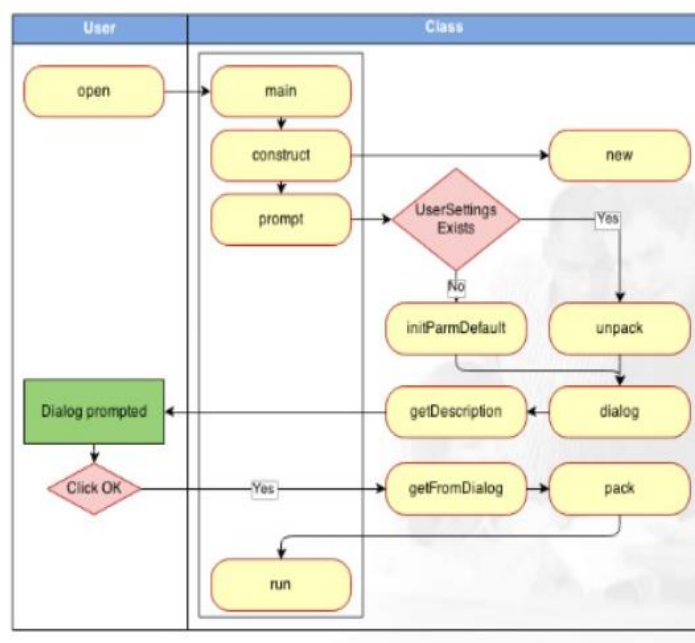 User
Class
open
main
construct
new
prompt
UserSettings
Exists
Yes
No
initParmDefault
unpack
Dialog prompted
getDescription
dialog
Click OK
Yes
getFromDialog
pack
run